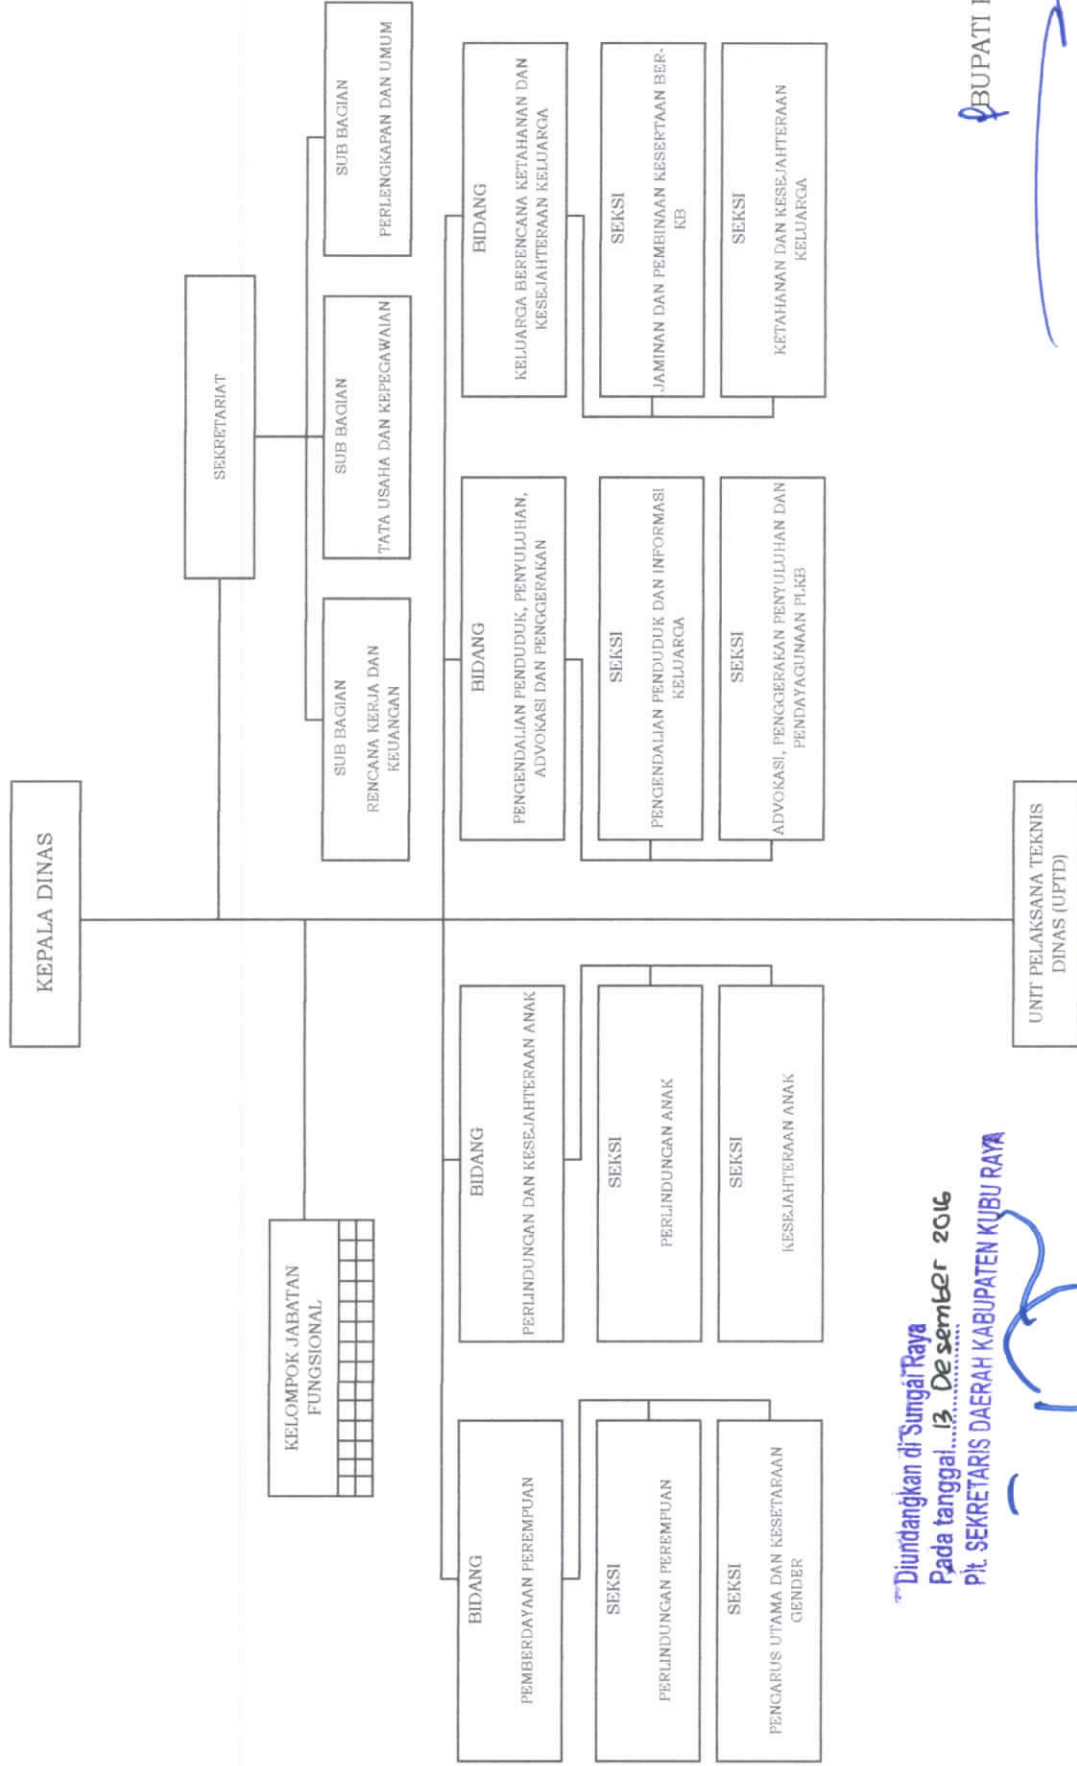 KEPALA DINAS
SEKRETARIAT
KELOMPOK JABATAN
FUNGSIONAL
SUB BAGIAN
RENCANA KERJA DAN
KEUANGAN
SUB BAGIAN
TATA USAHA DAN KEPEGAWAIAN
SUB BAGIAN
PERLENGKAPAN DAN UMUM
BIDANG
PEMBERDAYAAN PEREMPUAN
SEKSI
PERLINDUNGAN PEREMPUAN
SEKSI
PENGARUS UTAMA DAN KESETARAAN
GENDER
BIDANG
PERLINDUNGAN DAN KESEJAHTERAAN ANAK
SEKSI
PERLINDUNGAN ANAK
SEKSI
KESEJAHTERAAN ANAK
BIDANG
PENGENDALIAN PENDUDUK, PENYULUHAN,
ADVOKASI DAN PENGGERAKAN
SEKSI
PENGENDALIAN PENDUDUK DAN INFORMASI
KELUARGA
SEKSI
ADVOKASI, PENGGERAKAN PENYULUHAN DAN
PENDAYAGUNAAN PLKB
BIDANG
KELUARGA BERENCANA KETAHANAN DAN
KESEJAHTERAAN KELUARGA
SEKSI
JAMINAN DAN PEMBINAAN KESERTAAN BER-
KB
SEKSI
KETAHANAN DAN KESEJAHTERAAN
KELUARGA
UNIT PELAKSANA TEKNIS
DINAS (UPTD)
Diundangkan di Sungai Raya
Pada tanggal...13 Desember 2016
Plt. SEKRETARIS DAERAH KABUPATEN KUBU RAYA
BUPATI